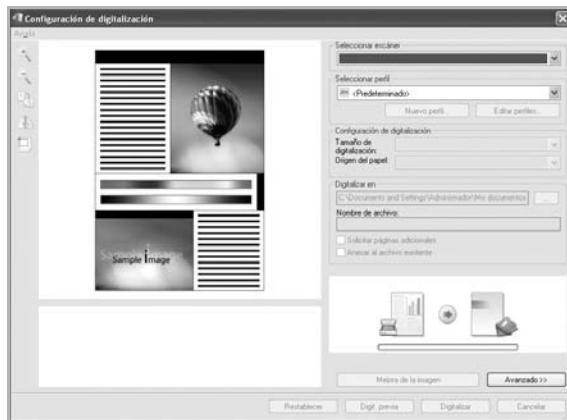 Configuración de digitalización
Ayuda
Seleccionar escáner
Seleccionar perfil
<Predeterminado>
Nuevo perfil...
Editar perfiles...
Configuración de digitalización
Tamaño de
digitalización:
Origen del papel:
Digitalizar en
C:\Documents and Settings\Administrador\Mis documentos
...
Nombre de archivo:
Solicitar páginas adicionales
Anexar al archivo existente
Sample Image
Mejora de la imagen
Avanzado >>
Restablecer
Digit. previa
Digitalizar
Cancelar